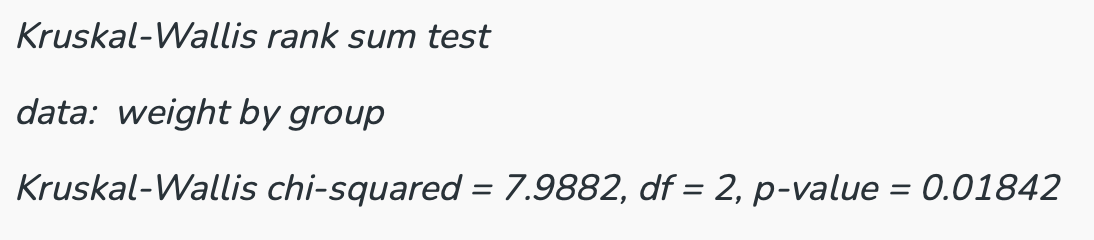 Kruskal-Wallis rank sum test
data:  weight by group
Kruskal-Wallis chi-squared = 7.9882, df = 2, p-value = 0.01842